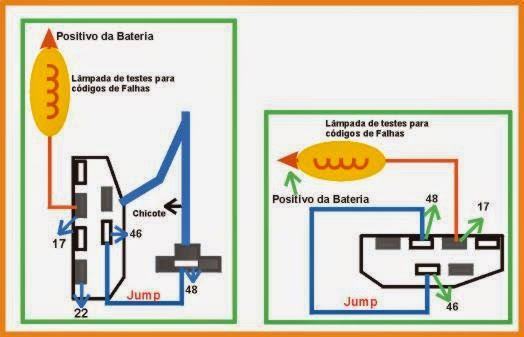 Positivo da Bateria
Lâmpada de testes para
códigos de Falhas
Chicote
17
46
Jump
48
22
Lâmpada de testes para
códigos de Falhas
Positivo da Bateria
48
17
Jump
46